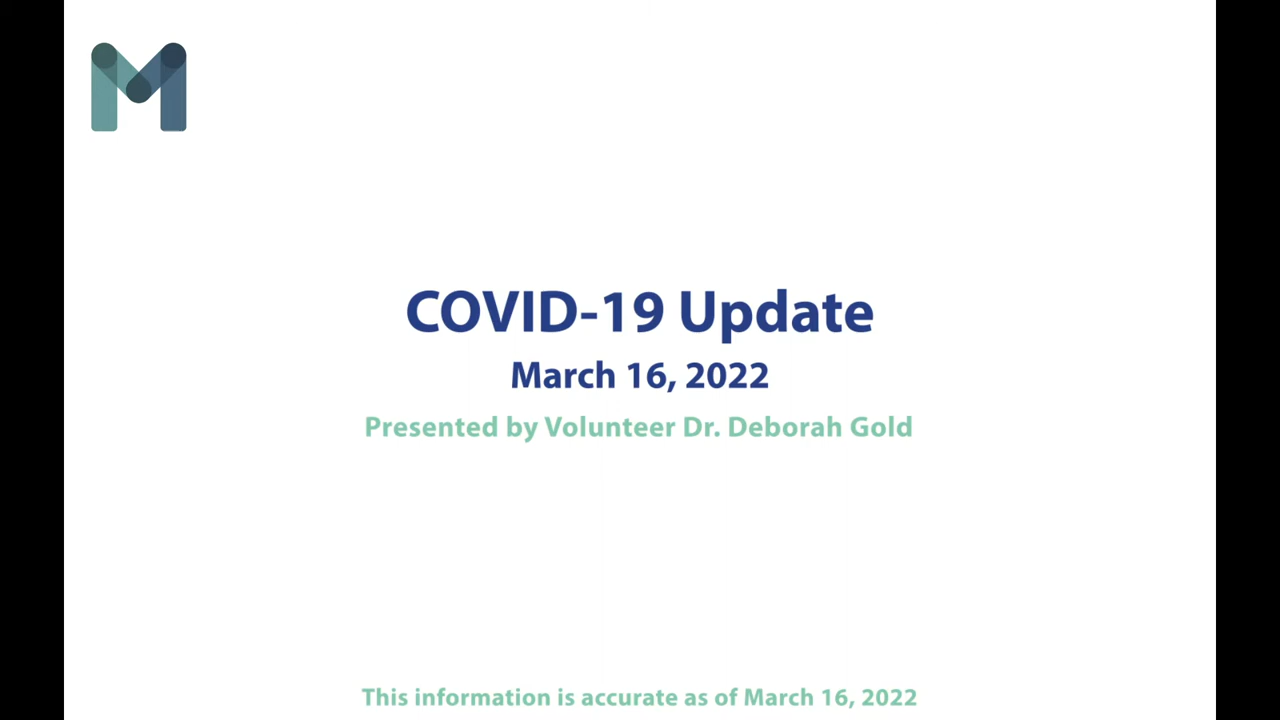 COVID-19 Update
March 16, 2022
Presented by Volunteer Dr. Deborah Gold
This information is accurate as of March 16, 2022